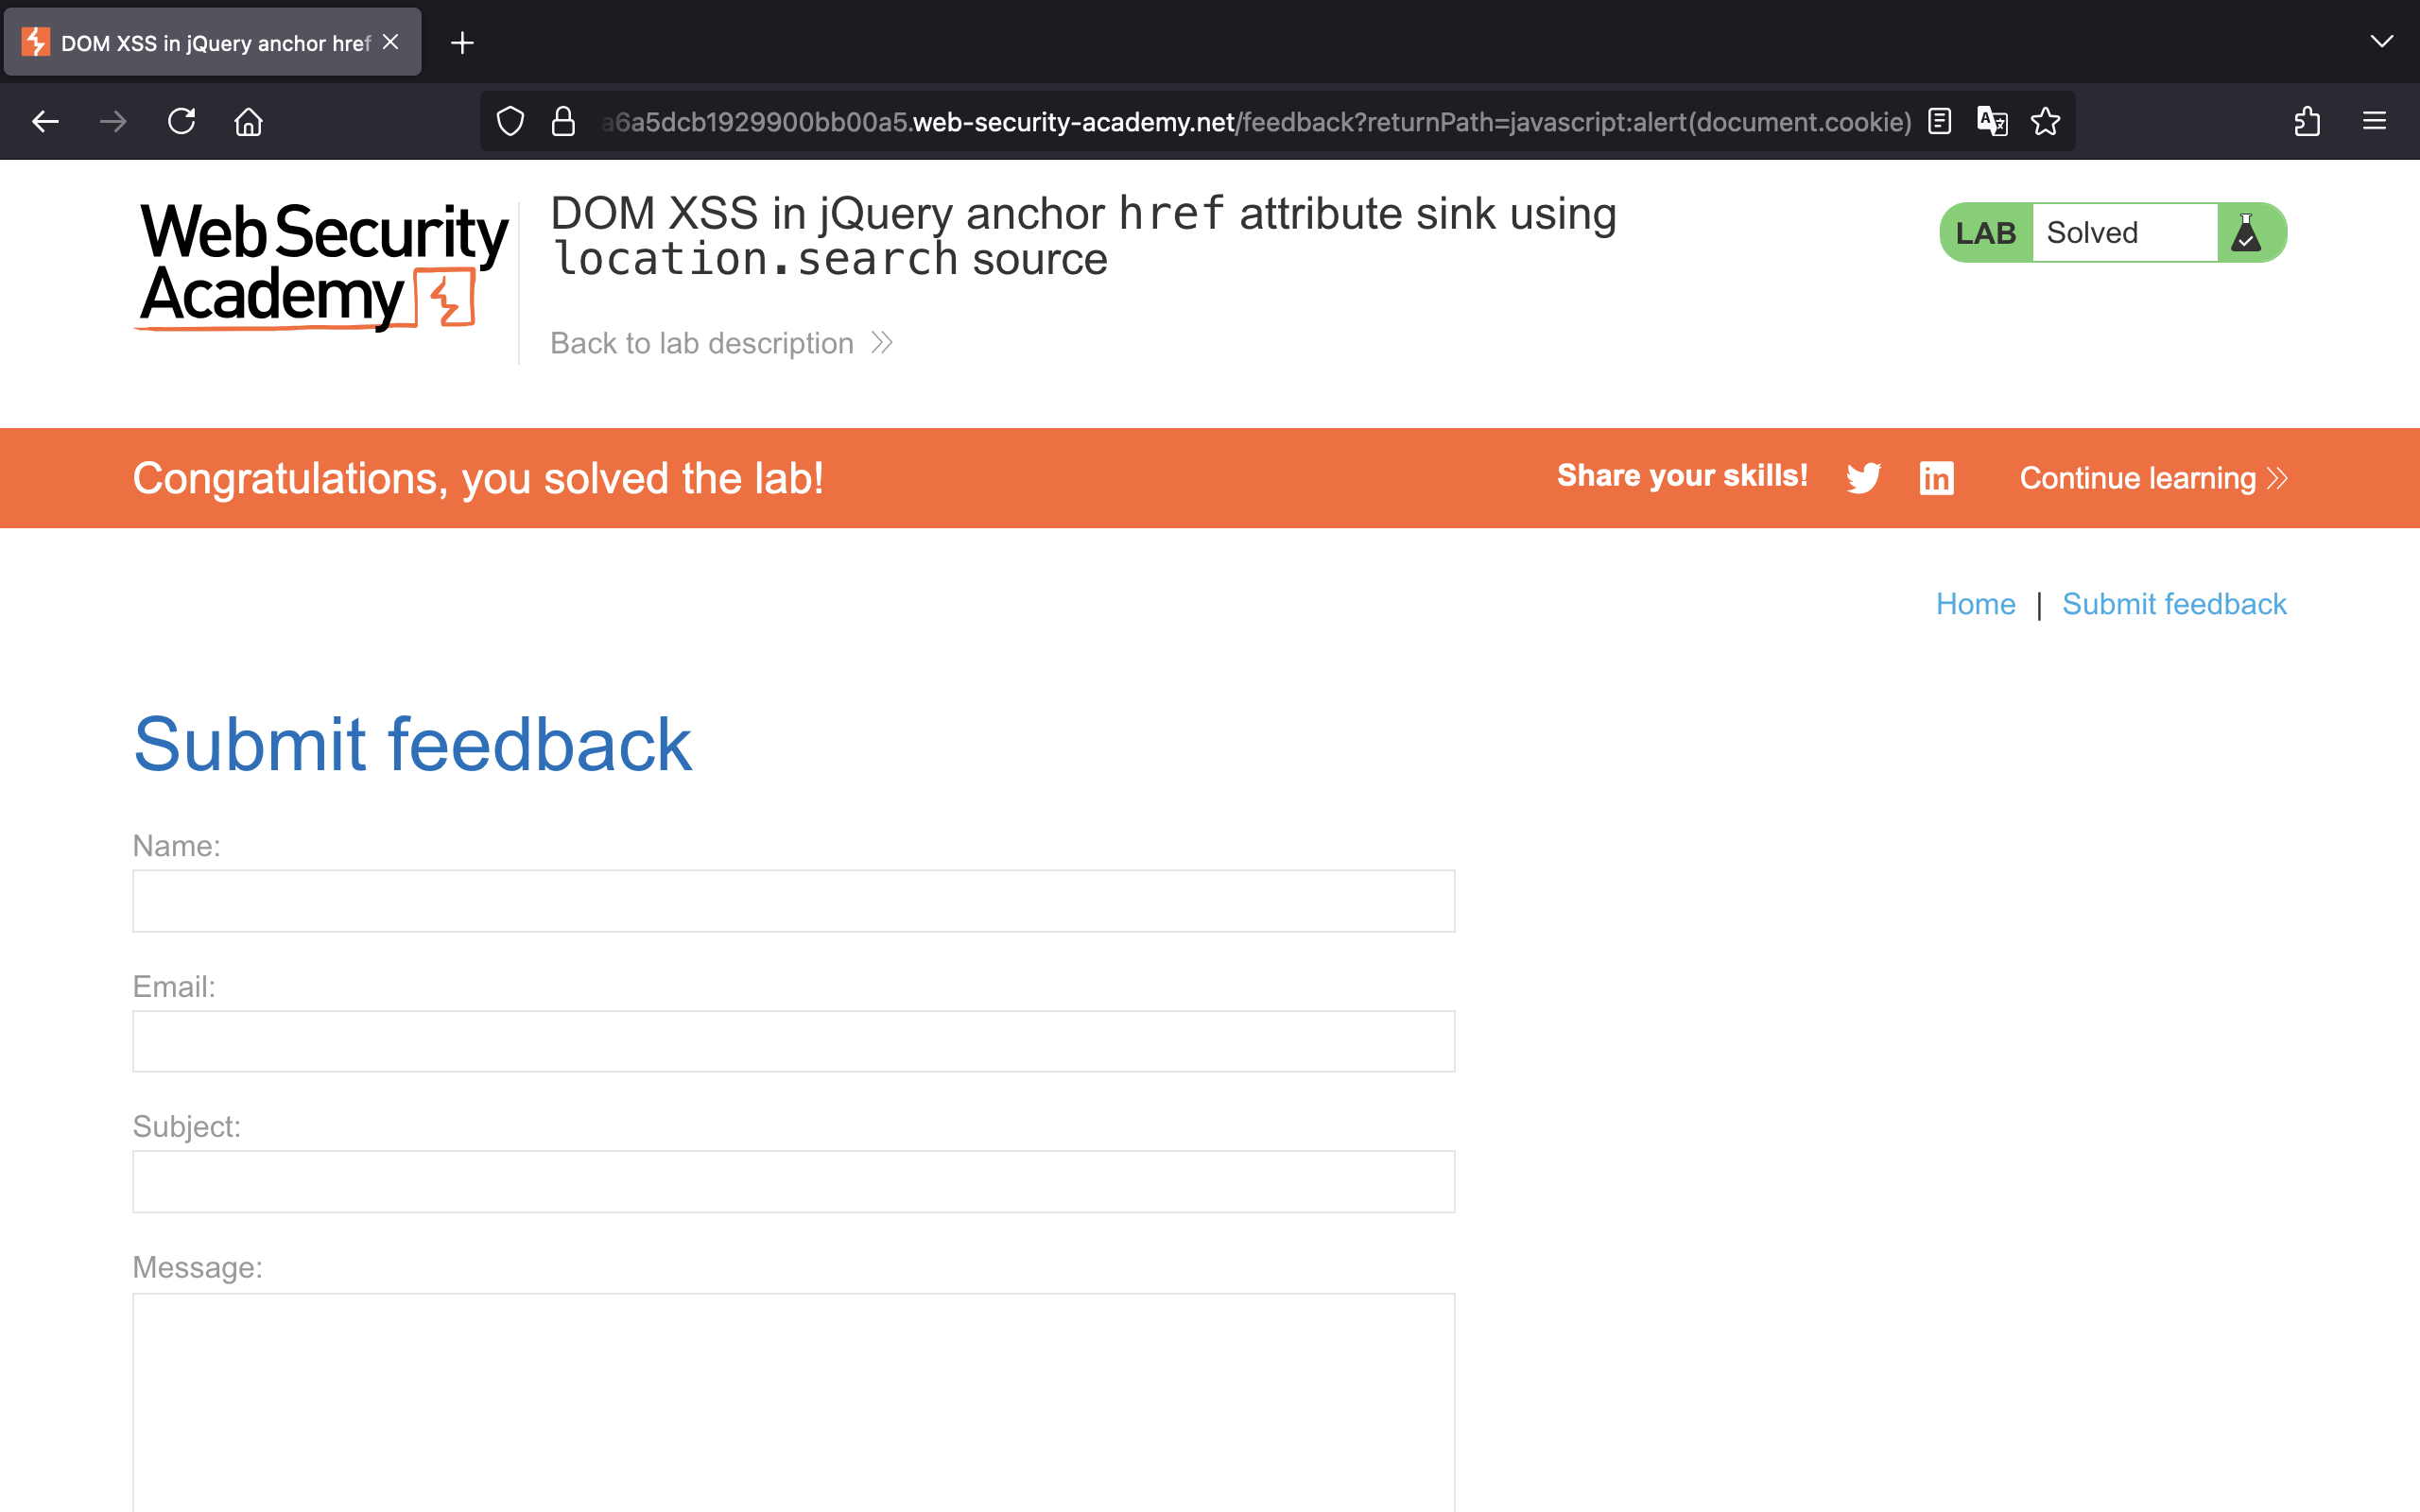 DOM XSS in jQuery anchor href
a6a5dcb1929900bb00a5.web-security-academy.net/feedback?returnPath=javascript:alert(document.cookie)
Web Security
Academy
DOM XSS in jQuery anchor href attribute sink using
location.search source
Back to lab description
LAB Solved
Congratulations, you solved the lab!
Share your skills!
Continue learning
Home | Submit feedback
Submit feedback
Name:
Email:
Subject:
Message: